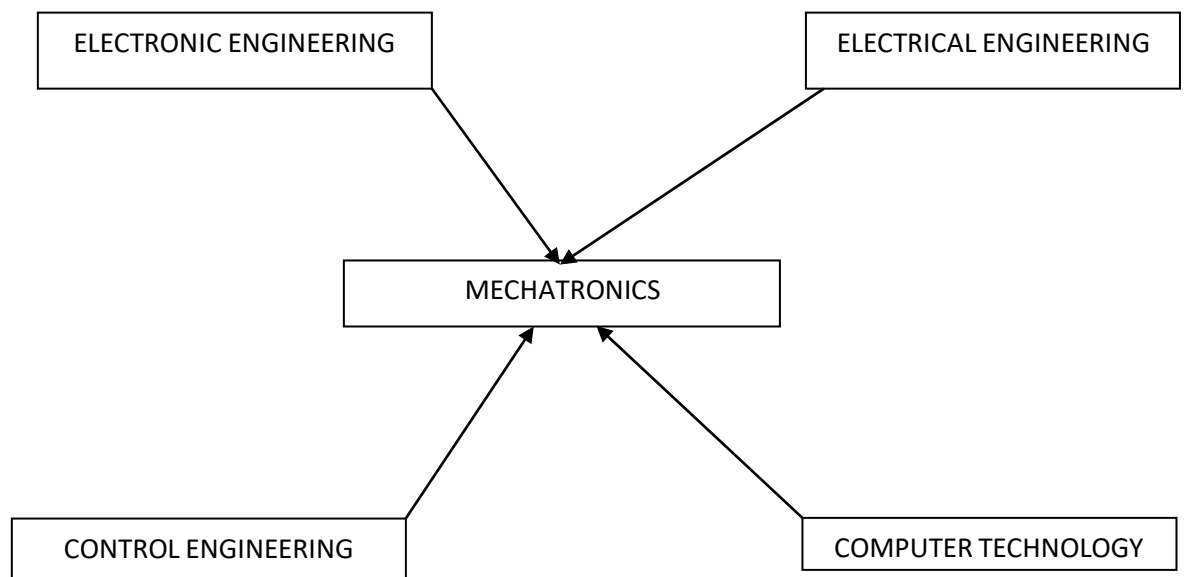 ELECTRONIC ENGINEERING
ELECTRICAL ENGINEERING
MECHATRONICS
CONTROL ENGINEERING
COMPUTER TECHNOLOGY